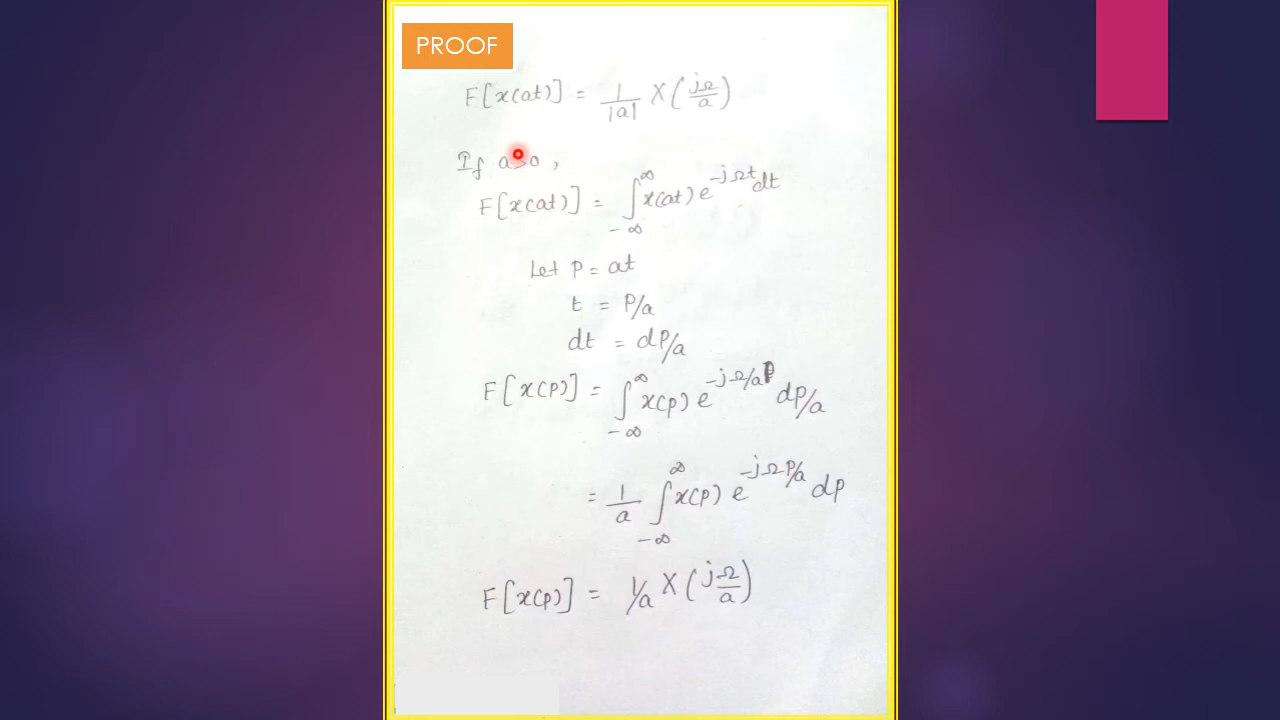 PROOF
F[x(at)] = 1/|a| X(jΩ/a)
If a>0,
F[x(at)] = ∫_{-∞}^{∞} x(at) e^{-jΩt} dt
Let P = at
t = P/a
dt = dP/a
F[x(p)] = ∫_{-∞}^{∞} x(p) e^{-jΩ/a P} dP/a
= 1/a ∫_{-∞}^{∞} x(p) e^{-jΩP/a} dp
F[x(p)] = 1/a X(jΩ/a)